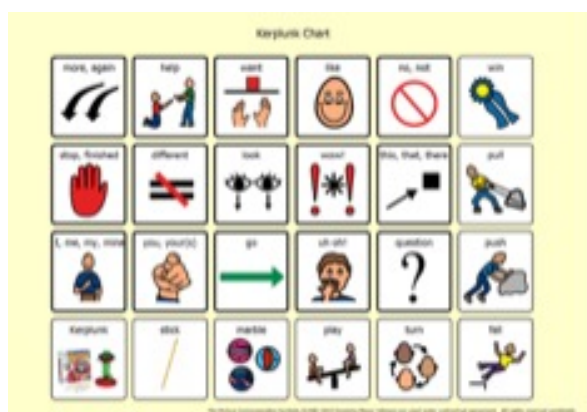 Kerplunk Chart
more, again help want like no, not win
stop, finished different look wow! this, that, there pull
I, me, my, mine you, your(s) go uh oh! question push
Kerplunk stick marble play turn fall